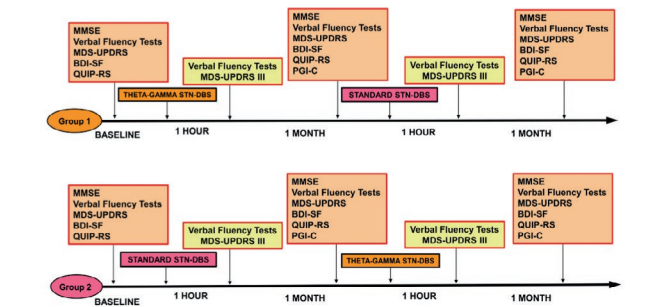 MMSE
Verbal Fluency Tests
MDS-UPDRS
BDI-SF
QUIP-RS
Verbal Fluency Tests
MDS-UPDRS III
MMSE
Verbal Fluency Tests
MDS-UPDRS
BDI-SF
QUIP-RS
PGI-C
Verbal Fluency Tests
MDS-UPDRS III
MMSE
Verbal Fluency Tests
MDS-UPDRS
BDI-SF
QUIP-RS
PGI-C
THETA-GAMMA STN-DBS
STANDARD STN-DBS
Group 1
BASELINE
1 HOUR
1 MONTH
1 HOUR
1 MONTH
MMSE
Verbal Fluency Tests
MDS-UPDRS
BDI-SF
QUIP-RS
Verbal Fluency Tests
MDS-UPDRS III
MMSE
Verbal Fluency Tests
MDS-UPDRS
BDI-SF
QUIP-RS
PGI-C
Verbal Fluency Tests
MDS-UPDRS III
MMSE
Verbal Fluency Tests
MDS-UPDRS
BDI-SF
QUIP-RS
PGI-C
STANDARD STN-DBS
THETA-GAMMA STN-DBS
Group 2
BASELINE
1 HOUR
1 MONTH
1 HOUR
1 MONTH